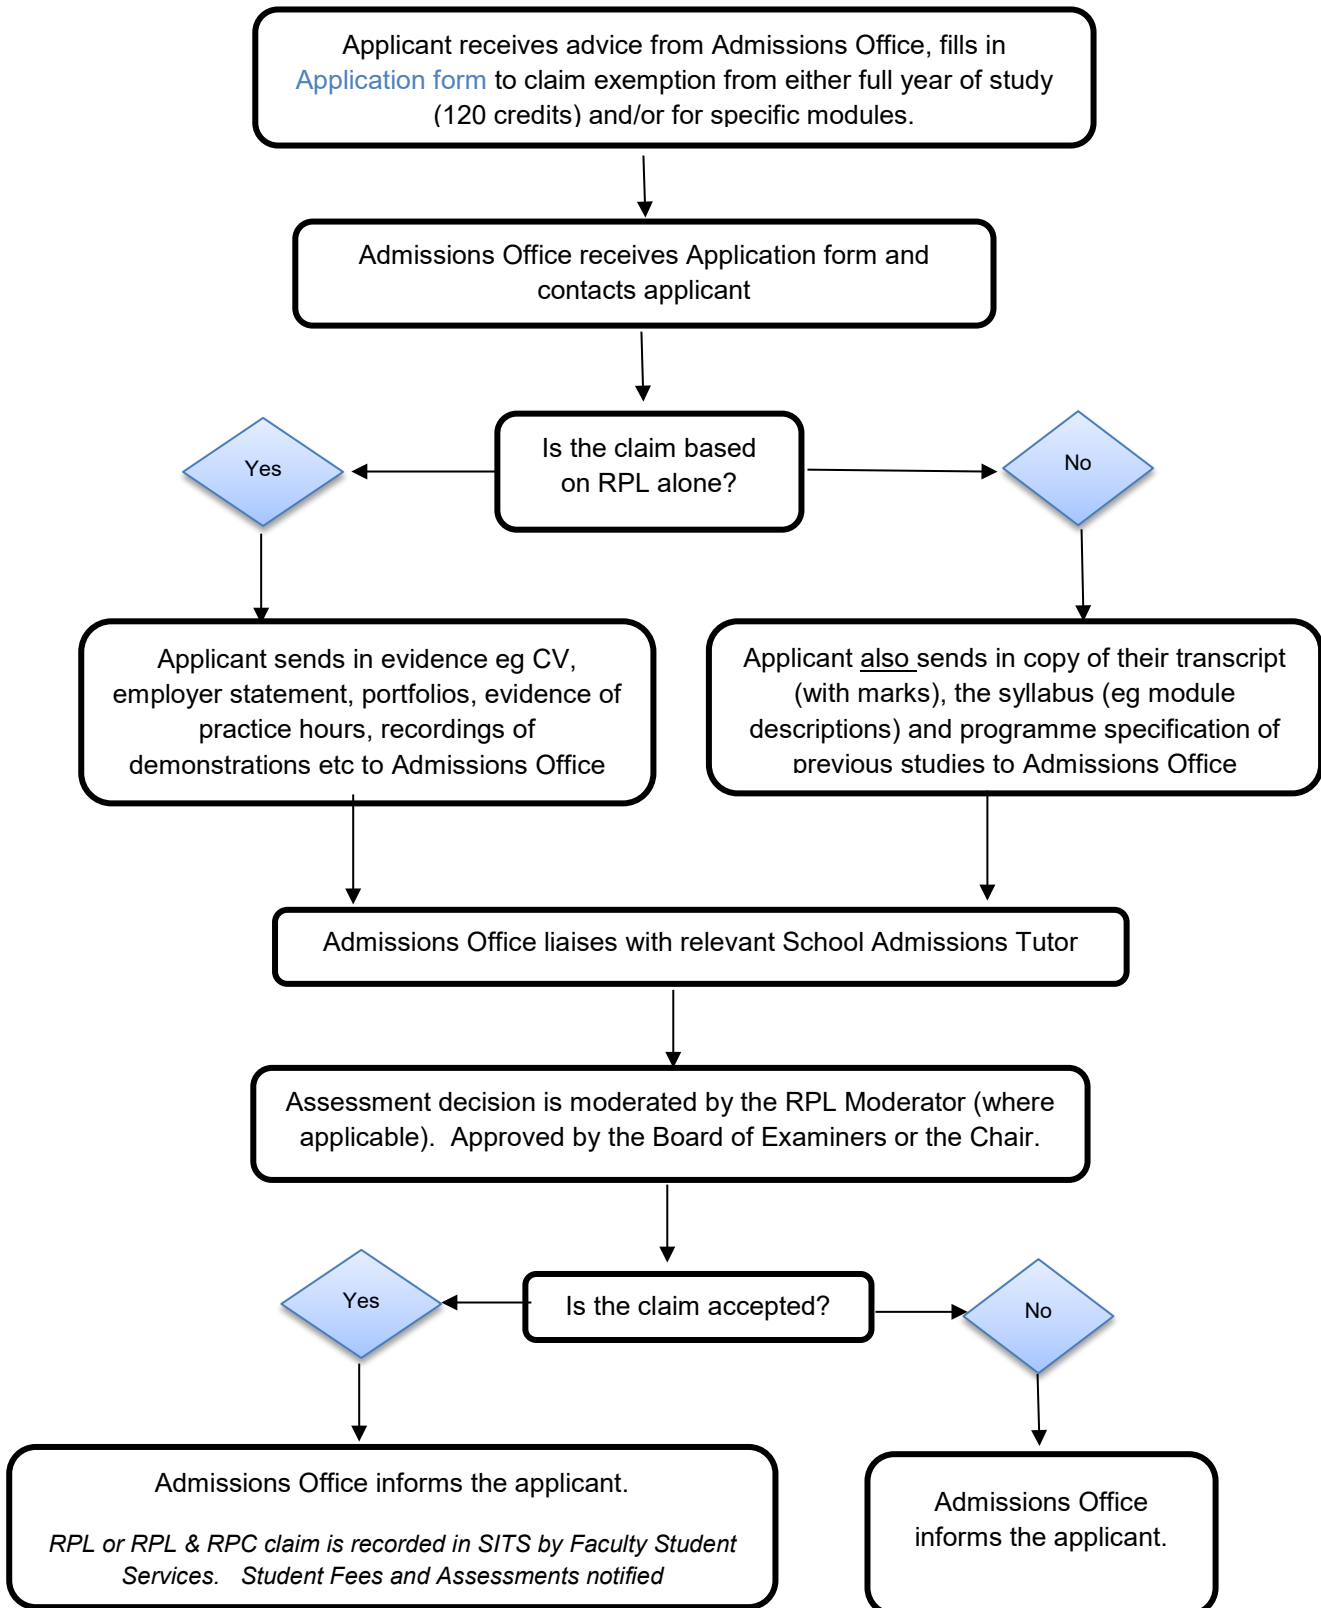 Applicant receives advice from Admissions Office, fills in
Application form to claim exemption from either full year of study
(120 credits) and/or for specific modules.
Admissions Office receives Application form and
contacts applicant
Is the claim based
on RPL alone?
Yes
No
Applicant sends in evidence eg CV,
employer statement, portfolios, evidence of
practice hours, recordings of
demonstrations etc to Admissions Office
Applicant also sends in copy of their transcript
(with marks), the syllabus (eg module
descriptions) and programme specification of
previous studies to Admissions Office
Admissions Office liaises with relevant School Admissions Tutor
Assessment decision is moderated by the RPL Moderator (where
applicable).  Approved by the Board of Examiners or the Chair.
Is the claim accepted?
Yes
No
Admissions Office informs the applicant.
RPL or RPL & RPC claim is recorded in SITS by Faculty Student
Services.   Student Fees and Assessments notified
Admissions Office
informs the applicant.